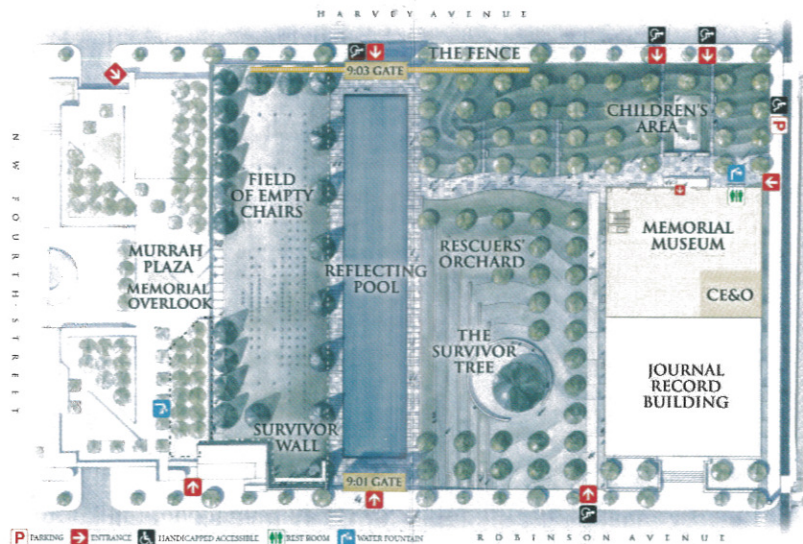 HARVEY AVENUE
THE FENCE
9:03 GATE
CHILDREN'S
AREA
P
N W FOURTH STREET
FIELD
OF EMPTY
CHAIRS
MURRAH
PLAZA
MEMORIAL
OVERLOOK
REFLECTING
POOL
RESCUERS'
ORCHARD
MEMORIAL
MUSEUM
CE&O
THE
SURVIVOR
TREE
JOURNAL
RECORD
BUILDING
SURVIVOR
WALL
9:01 GATE
P PARKING ENTRANCE HANDICAPPED ACCESSIBLE REST ROOM WATER FOUNTAIN
ROBINSON AVENUE